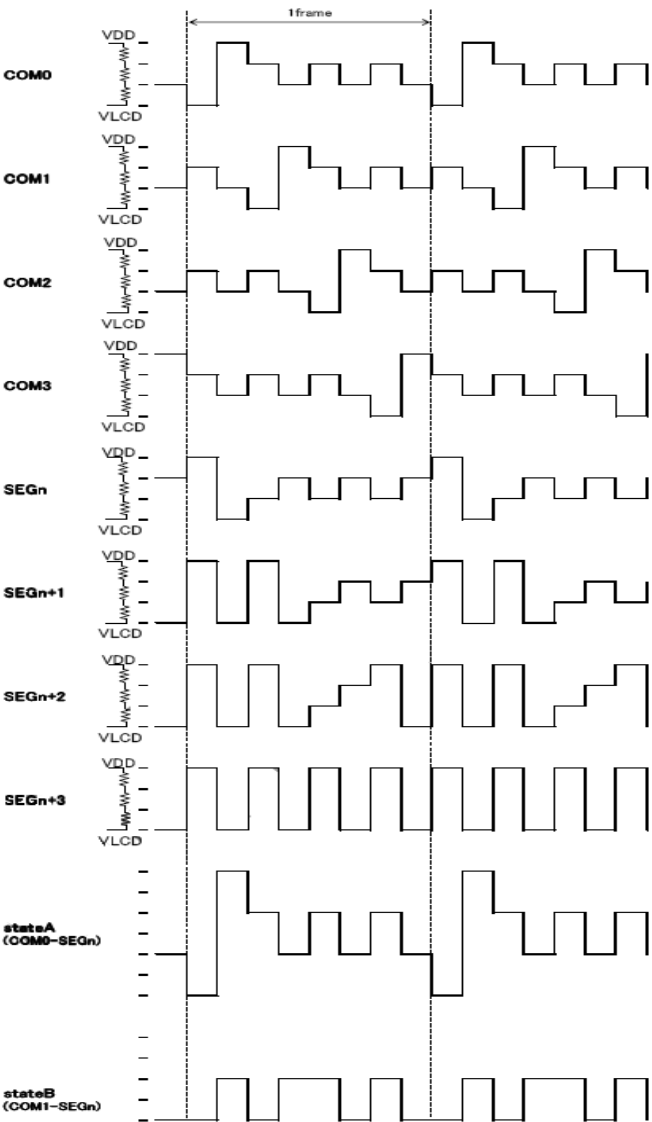 1frame
VDD
COM0
VLCD
VDD
COM1
VLCD
VDD
COM2
VLCD
VDD
COM3
VLCD
VDD
SEGn
VLCD
VDD
SEGn+1
VLCD
VDD
SEGn+2
VLCD
VDD
SEGn+3
VLCD
stateA
(COM0-SEGn)
stateB
(COM1-SEGn)